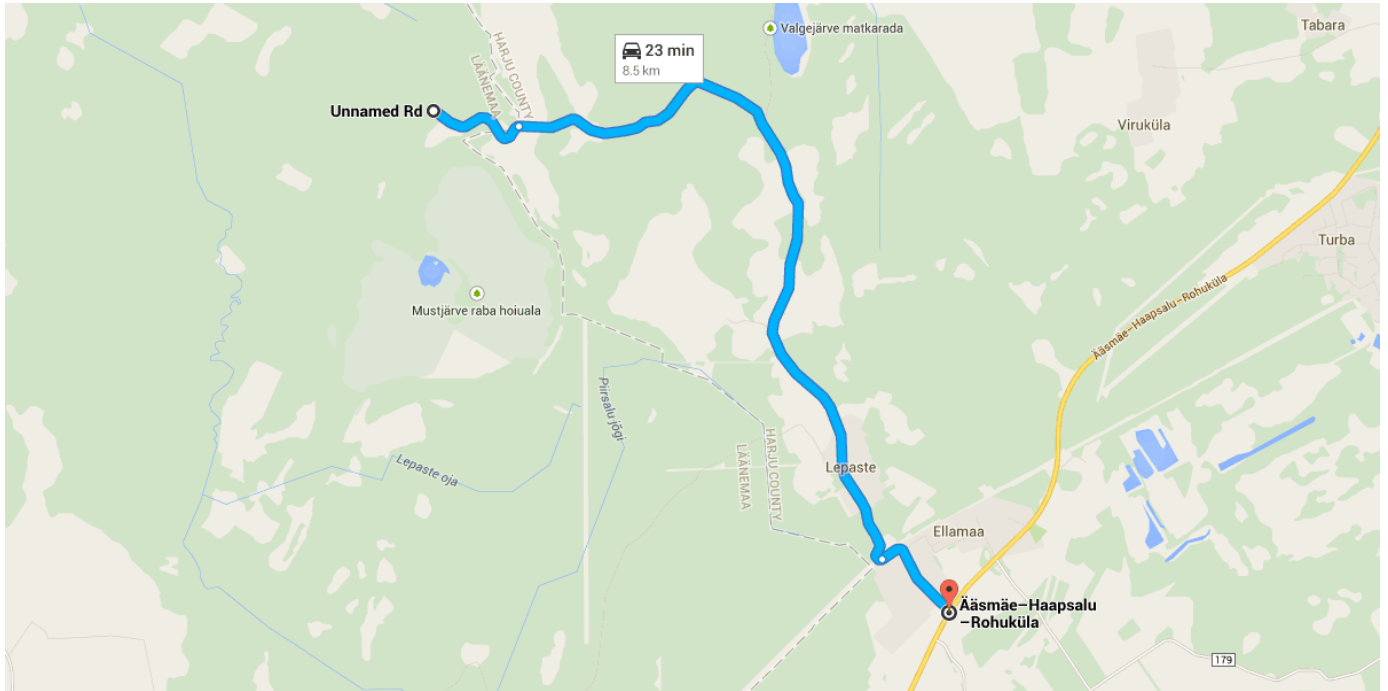 Valgejärve matkarada
Tabara
HARJU COUNTY
LÄÄNEMAA
23 min
8.5 km
Unnamed Rd
Viruküla
Turba
Mustjärve raba hoiuala
Ääsmäe–Haapsalu–Rohuküla
Piirsalu jõgi
Lepaste oja
HARJU COUNTY
LÄÄNEMAA
Lepaste
Ellamaa
Ääsmäe–Haapsalu
–Rohuküla
179